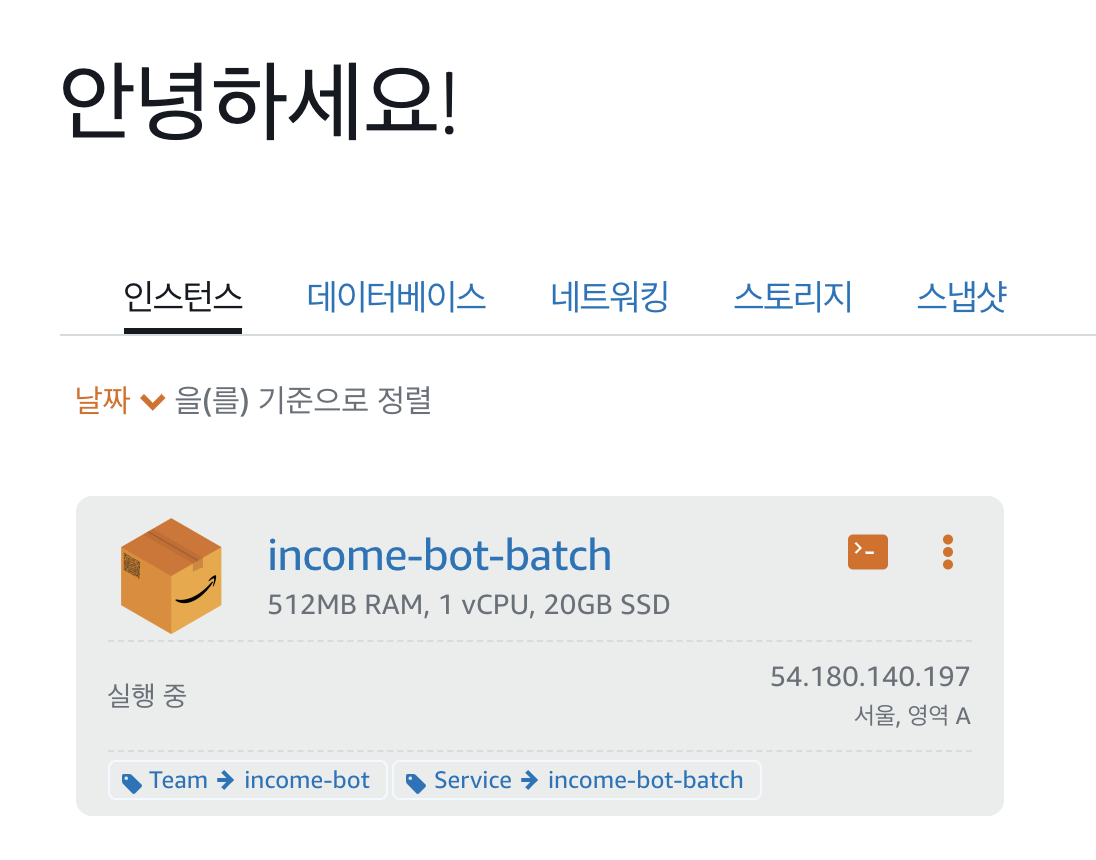 안녕하세요!
인스턴스 데이터베이스 네트워킹 스토리지 스냅샷
날짜 을(를) 기준으로 정렬
income-bot-batch
512MB RAM, 1 vCPU, 20GB SSD
실행 중
54.180.140.197
서울, 영역 A
Team → income-bot Service → income-bot-batch